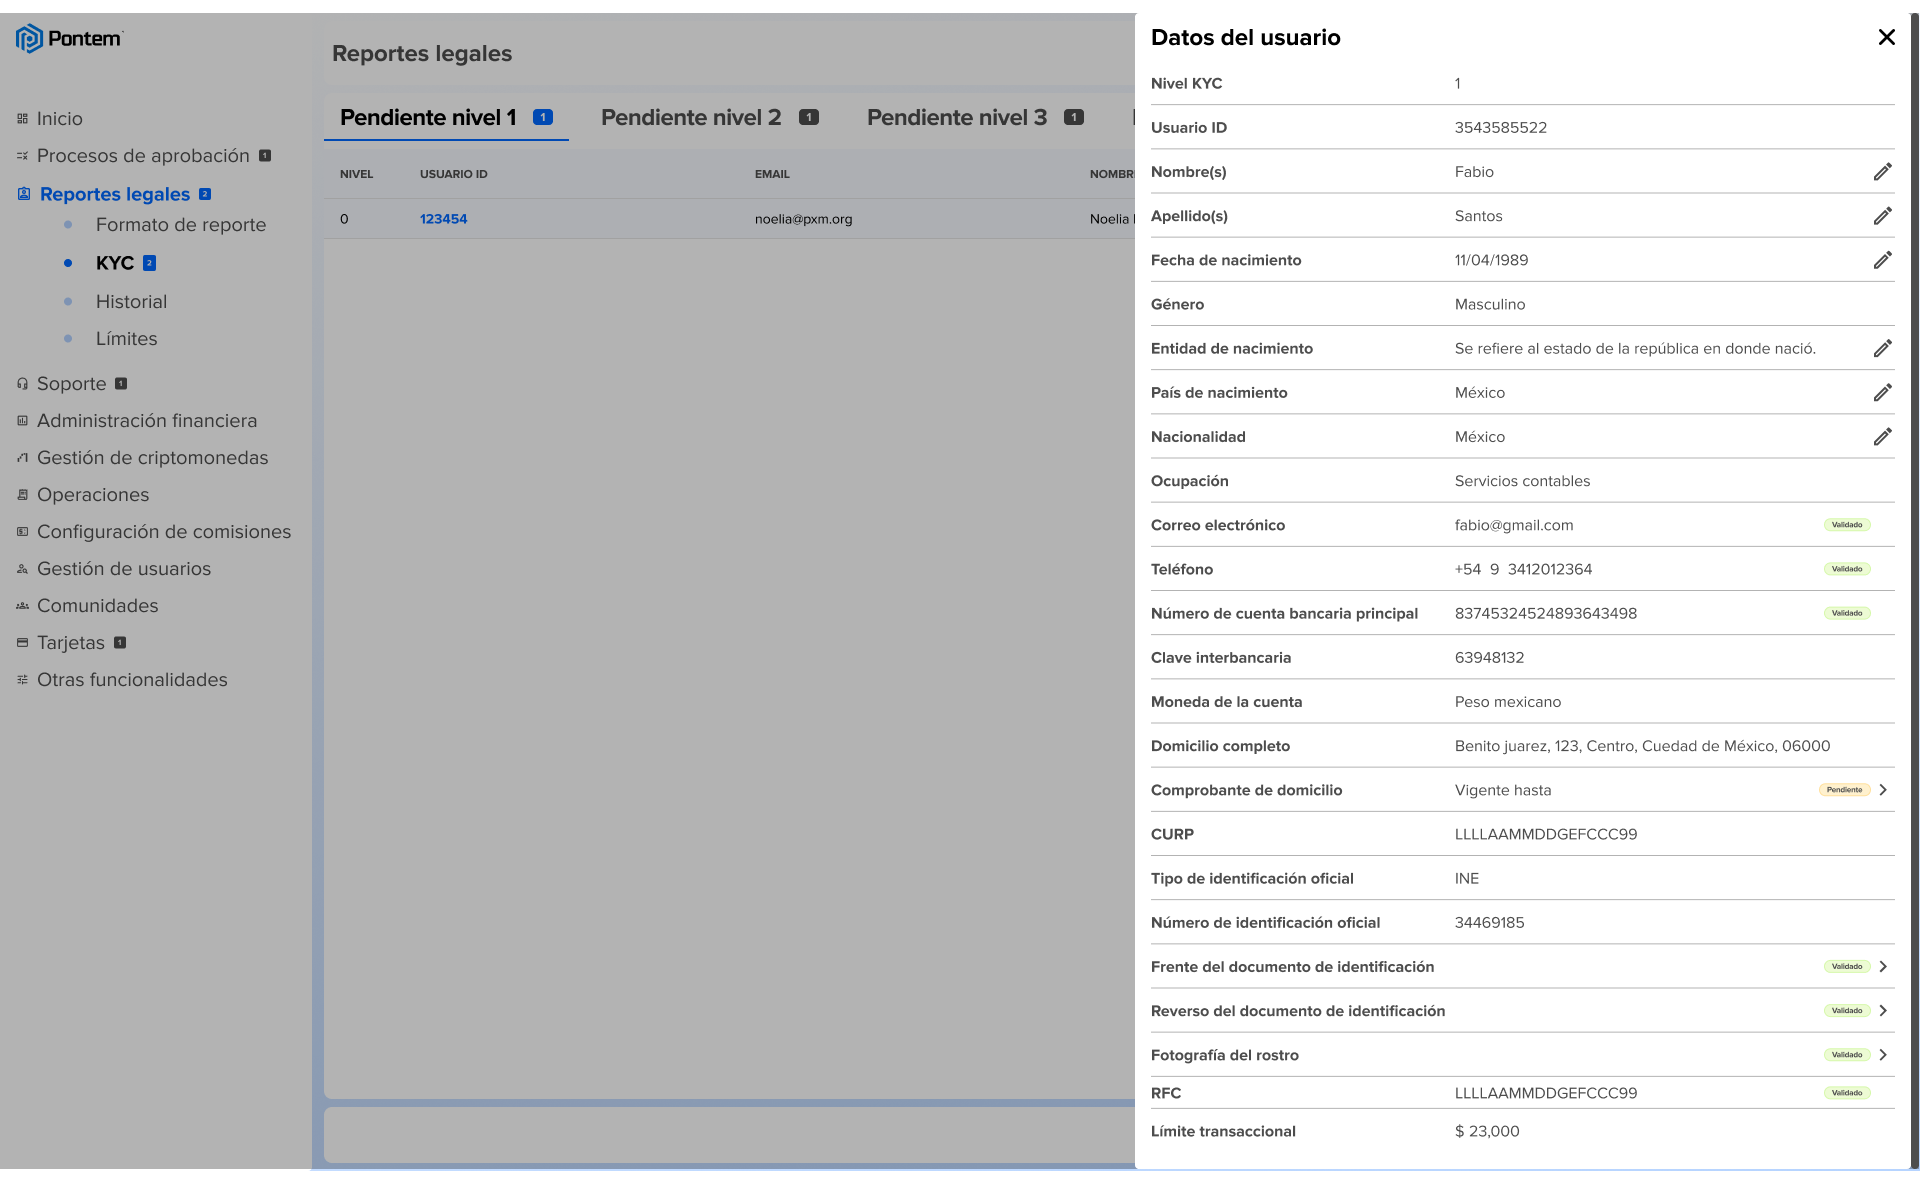 Pontem
Inicio
Procesos de aprobación 1
Reportes legales 2
Formato de reporte
KYC 2
Historial
Límites
Soporte 1
Administración financiera
Gestión de criptomonedas
Operaciones
Configuración de comisiones
Gestión de usuarios
Comunidades
Tarjetas 1
Otras funcionalidades
Reportes legales
Pendiente nivel 1 1 Pendiente nivel 2 1 Pendiente nivel 3 1
NIVEL USUARIO ID EMAIL
0 123454 noelia@pxm.org Noelia
Datos del usuario
Nivel KYC 1
Usuario ID 3543585522
Nombre(s) Fabio
Apellido(s) Santos
Fecha de nacimiento 11/04/1989
Género Masculino
Entidad de nacimiento Se refiere al estado de la república en donde nació.
País de nacimiento México
Nacionalidad México
Ocupación Servicios contables
Correo electrónico fabio@gmail.com Validado
Teléfono +54 9 3412012364 Validado
Número de cuenta bancaria principal 83745324524893643498 Validado
Clave interbancaria 63948132
Moneda de la cuenta Peso mexicano
Domicilio completo Benito juarez, 123, Centro, Cuedad de México, 06000
Comprobante de domicilio Vigente hasta Pendiente
CURP LLLLAAMMDDGEFCCC99
Tipo de identificación oficial INE
Número de identificación oficial 34469185
Frente del documento de identificación Validado
Reverso del documento de identificación Validado
Fotografía del rostro Validado
RFC LLLLAAMMDDGEFCCC99 Validado
Límite transaccional $ 23,000